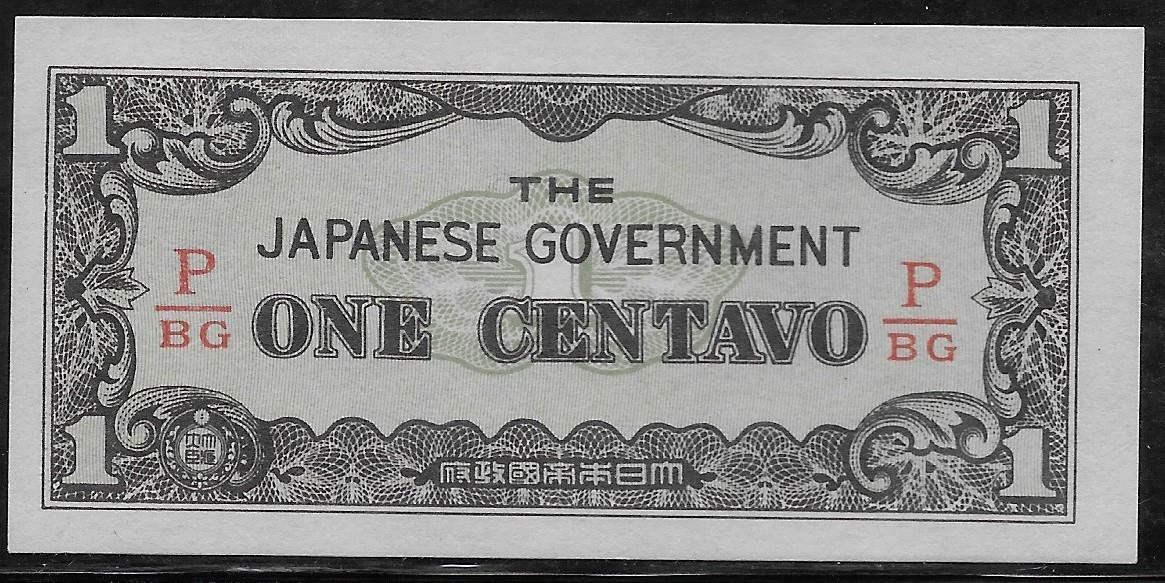 1 1
THE
JAPANESE GOVERNMENT
P
BG
ONE CENTAVO
P
BG
1 1
大日本帝國政府